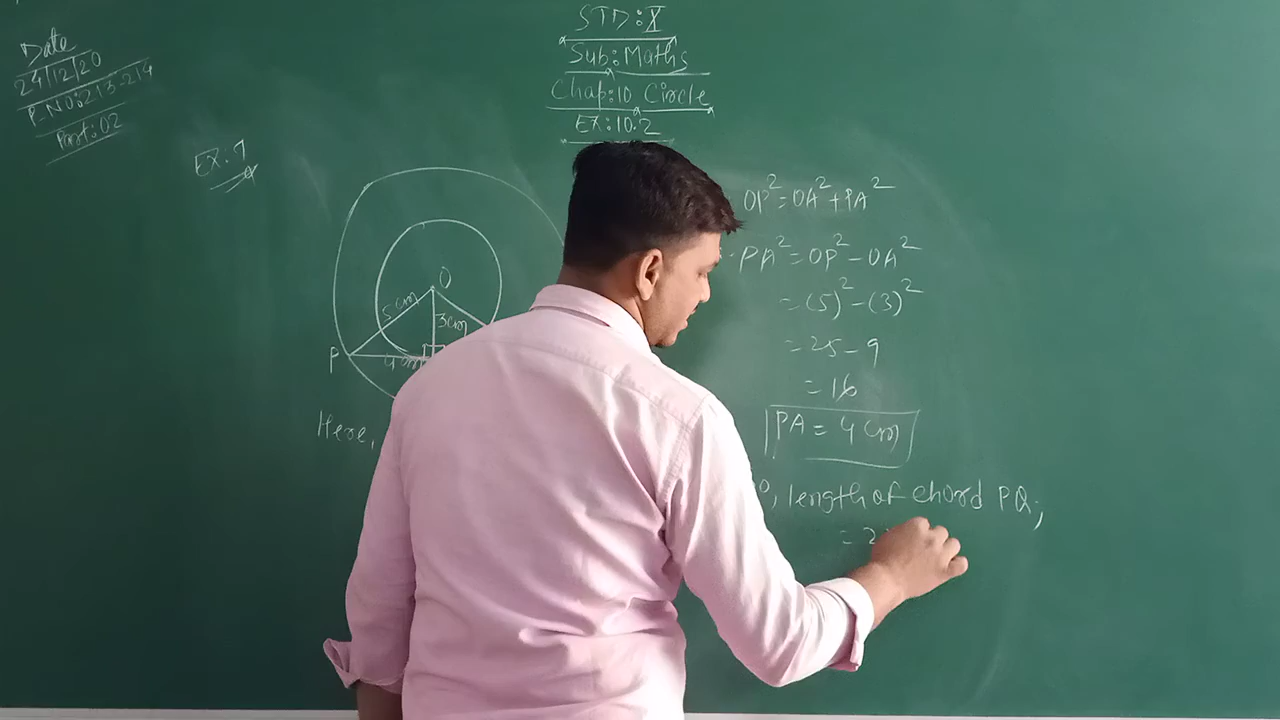 STD:X
Sub:Maths
Chap:10 Circle
EX:10.2
Date
24/12/20
P.NO:213-214
Part:02
EX.7
O
5cm
3cm
P
4cm
Here,
OP²=OA²+PA²
PA²=OP²-OA²
=(5)²-(3)²
=25-9
=16
PA = 4 cm
length of chord PQ;
= 2